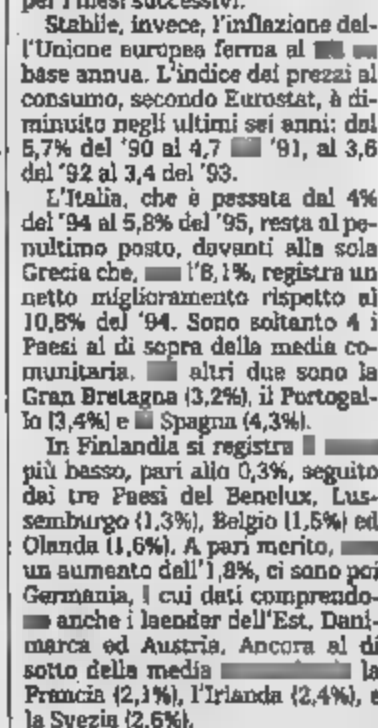 per i mesi successivi.
Stabile, invece, l'inflazione del-
l'Unione europea ferma al
base annua. L'indice dei prezzi al
consumo, secondo Eurostat, è di-
minuito negli ultimi sei anni: dal
5,7% del '90 al 4,7 '91, al 3,6
del '92 al 3,4 del '93.
L'Italia, che è passata dal 4%
del '94 al 5,8% del '95, resta al pe-
nultimo posto, davanti alla sola
Grecia che, l'8,1%, registra un
netto miglioramento rispetto al
10,8% del '94. Sono soltanto 4 i
Paesi al di sopra della media co-
munitaria. altri due sono la
Gran Bretagna (3,2%), il Portogal-
lo (3,4%) e Spagna (4,3%).
In Finlandia si registra
più basso, pari allo 0,3%, seguito
dai tre Paesi del Benelux, Lus-
semburgo (1,3%), Belgio (1,5%) ed
Olanda (1,6%). A pari merito,
un aumento dell'1,8%, ci sono poi
Germania, cui dati comprendo-
anche i laender dell'Est, Dani-
marca ed Austria. Ancora al di
sotto della media la
Francia (2,1%), l'Irlanda (2,4%), e
la Svezia (2,6%).